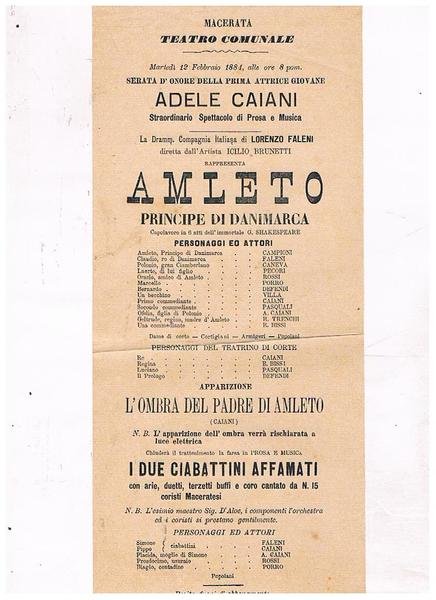 MACERATA
TEATRO COMUNALE
Martedì 12 Febbraio 1884, alle ore 8 pom.
SERATA D' ONORE DELLA PRIMA ATTRICE GIOVANE
ADELE CAIANI
Straordinario Spettacolo di Prosa e Musica
La Dramm. Compagnia Italiana di LORENZO FALENI
diretta dall'Artista ICILIO BRUNETTI
RAPPRESENTA
AMLETO
PRINCIPE DI DANIMARCA
Capolavoro in 6 atti dell' immortale G. SHAKESPEARE
PERSONAGGI ED ATTORI
Amleto, Principe di Danimarca . . . CAMPIONI
Claudio, re di Danimarca . . . FALENI
Polonio, gran Ciamberlano . . . CANEVA
Laerte, di lui figlio . . . PECORI
Orazio, amico di Amleto . . . ROSSI
Marcello . . . PORRO
Bernardo . . . DEFENDI
Un becchino . . . VILLA
Primo commediante . . . CAIANI
Secondo commediante . . . PASQUALI
Ofelia, figlia di Polonio . . . A. CAIANI
Geltrude, regina, madre d' Amleto . . . R. TRENCHI
Una commediante . . . R. BISSI
Dame di corte — Cortigiani — Armigeri — Popolani
PERSONAGGI DEL TEATRINO DI CORTE
Re . . . CAIANI
Regina . . . R. BISSI
Luciano . . . PASQUALI
Il Prologo . . . DEFENDI
APPARIZIONE
L'OMBRA DEL PADRE DI AMLETO
(CAIANI)
N. B. L' apparizione dell' ombra verrà rischiarata a
luce elettrica
Chiuderà il trattenimento la farsa in PROSA E MUSICA
I DUE CIABATTINI AFFAMATI
con arie, duetti, terzetti buffi e coro cantato da N. 15
coristi Maceratesi
N. B. L'esimio maestro Sig. D'Aloe, i componenti l'orchestra
ed i coristi si prestano gentilmente.
PERSONAGGI ED ATTORI
Simone } ciabattini . . . FALENI
Pippo } . . . CAIANI
Placida, moglie di Simone . . . A. CAIANI
Prosdocimo, usuraio . . . ROSSI
Biagio, contadino . . . PORRO
Popolani